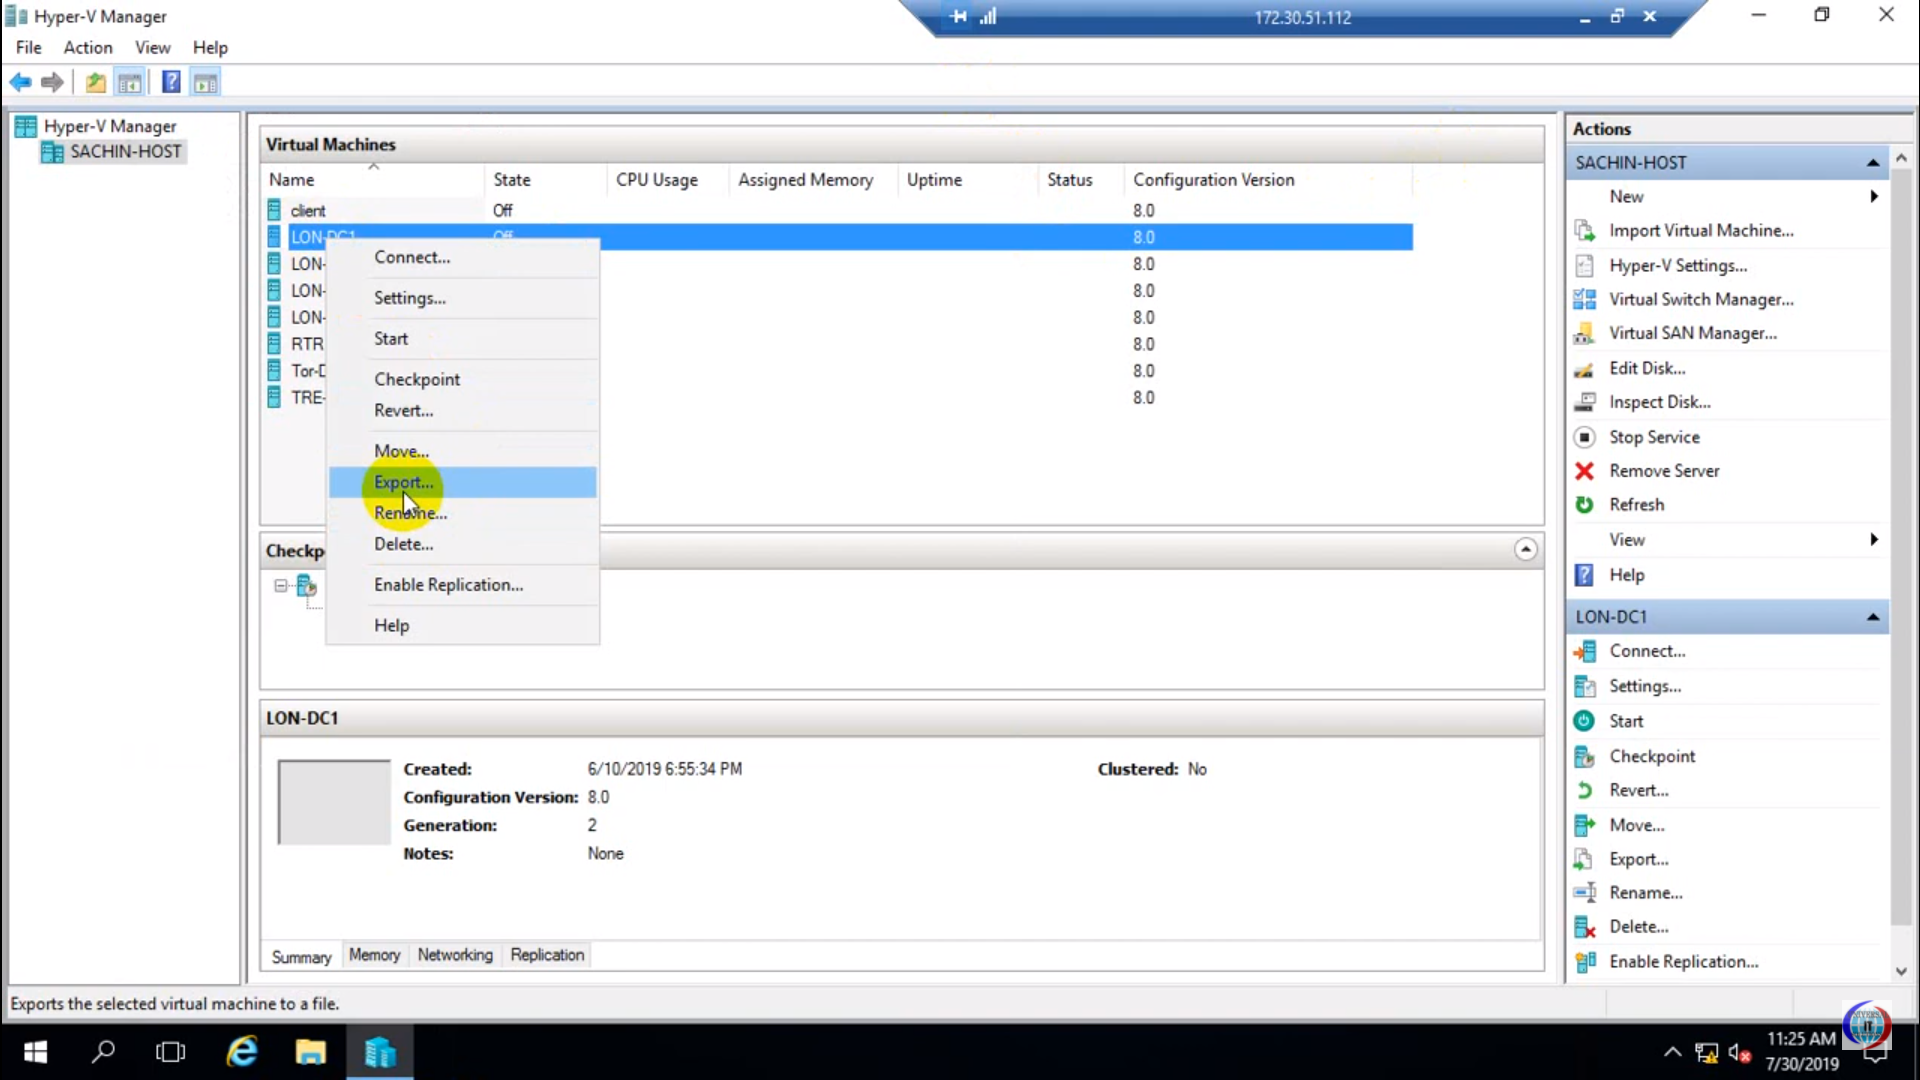 Hyper-V Manager
172.30.51.112
File Action View Help
Hyper-V Manager
SACHIN-HOST
Virtual Machines
Name State CPU Usage Assigned Memory Uptime Status Configuration Version
client Off 8.0
LON-DC1 Off 8.0
LON- 8.0
LON- 8.0
LON- 8.0
RTR 8.0
Tor-D 8.0
TRE- 8.0
Connect...
Settings...
Start
Checkpoint
Revert...
Move...
Export...
Rename...
Delete...
Enable Replication...
Help
Checkp
LON-DC1
Created: 6/10/2019 6:55:34 PM Clustered: No
Configuration Version: 8.0
Generation: 2
Notes: None
Summary Memory Networking Replication
Actions
SACHIN-HOST
New
Import Virtual Machine...
Hyper-V Settings...
Virtual Switch Manager...
Virtual SAN Manager...
Edit Disk...
Inspect Disk...
Stop Service
Remove Server
Refresh
View
Help
LON-DC1
Connect...
Settings...
Start
Checkpoint
Revert...
Move...
Export...
Rename...
Delete...
Enable Replication...
Exports the selected virtual machine to a file.
11:25 AM
7/30/2019